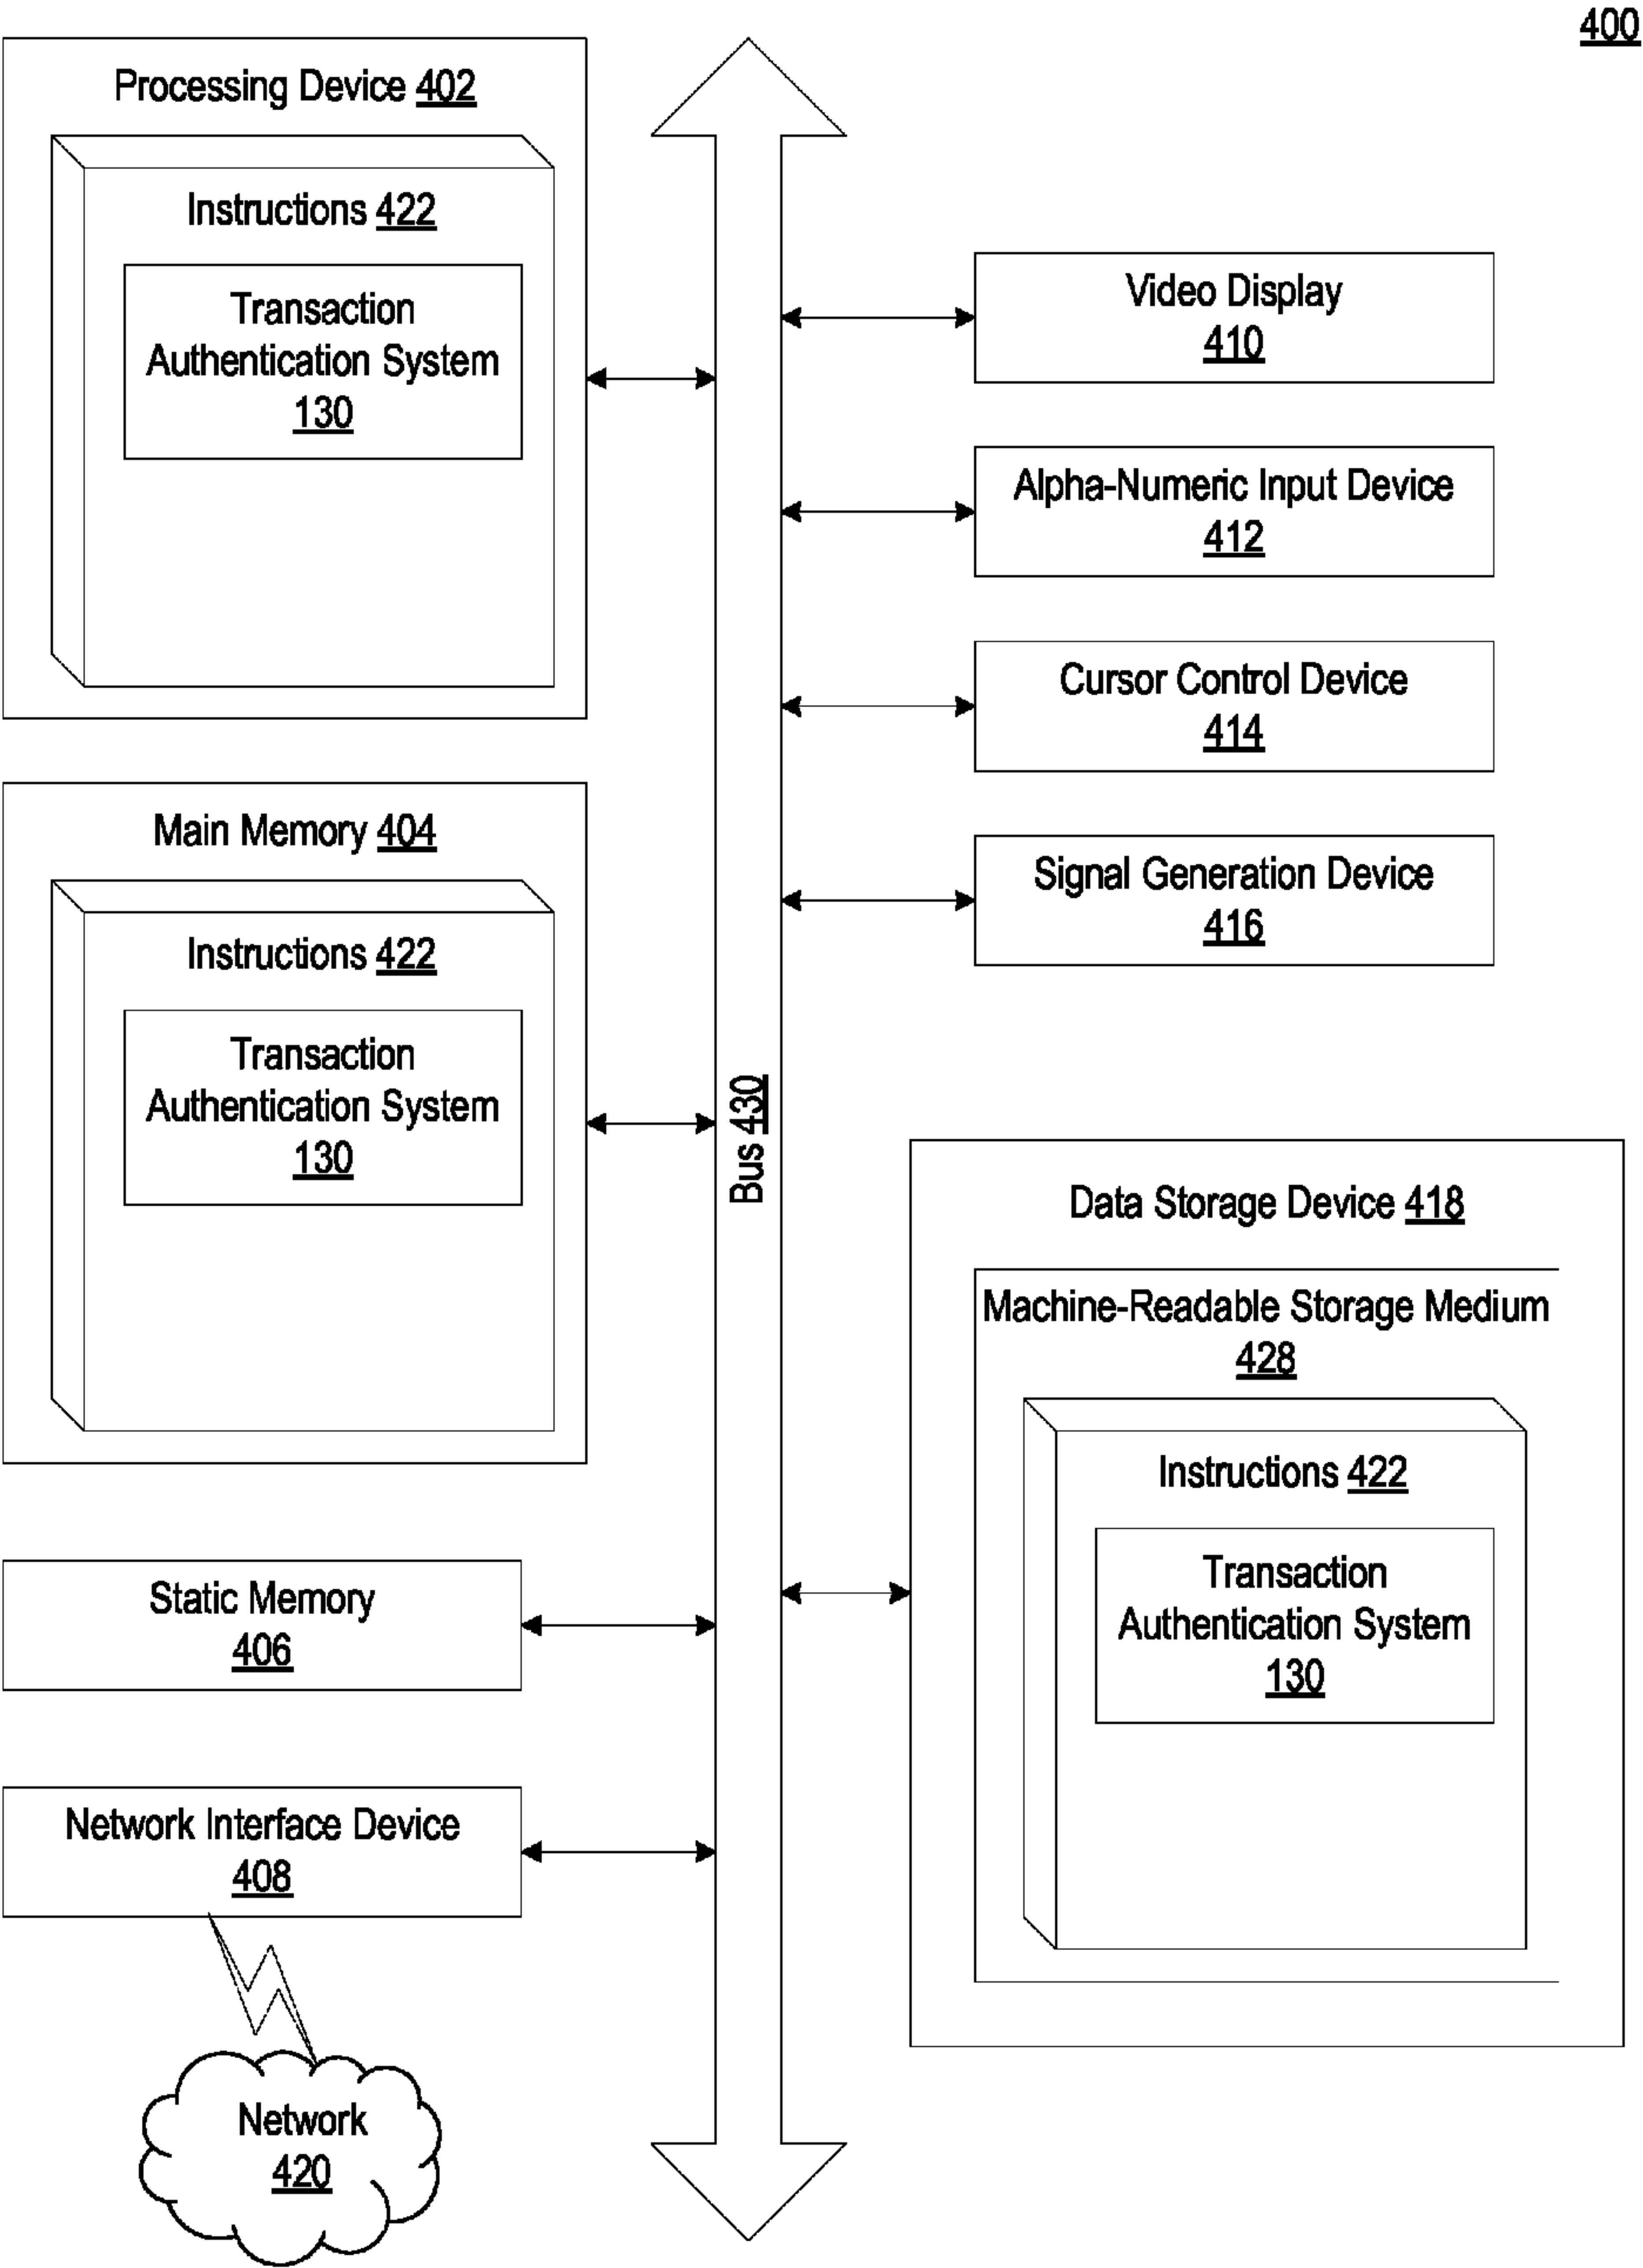 400
Processing Device 402
Instructions 422
Transaction
Authentication System
130
Main Memory 404
Instructions 422
Transaction
Authentication System
130
Static Memory
406
Network Interface Device
408
Network
420
Bus 430
Video Display
410
Alpha-Numeric Input Device
412
Cursor Control Device
414
Signal Generation Device
416
Data Storage Device 418
Machine-Readable Storage Medium
428
Instructions 422
Transaction
Authentication System
130